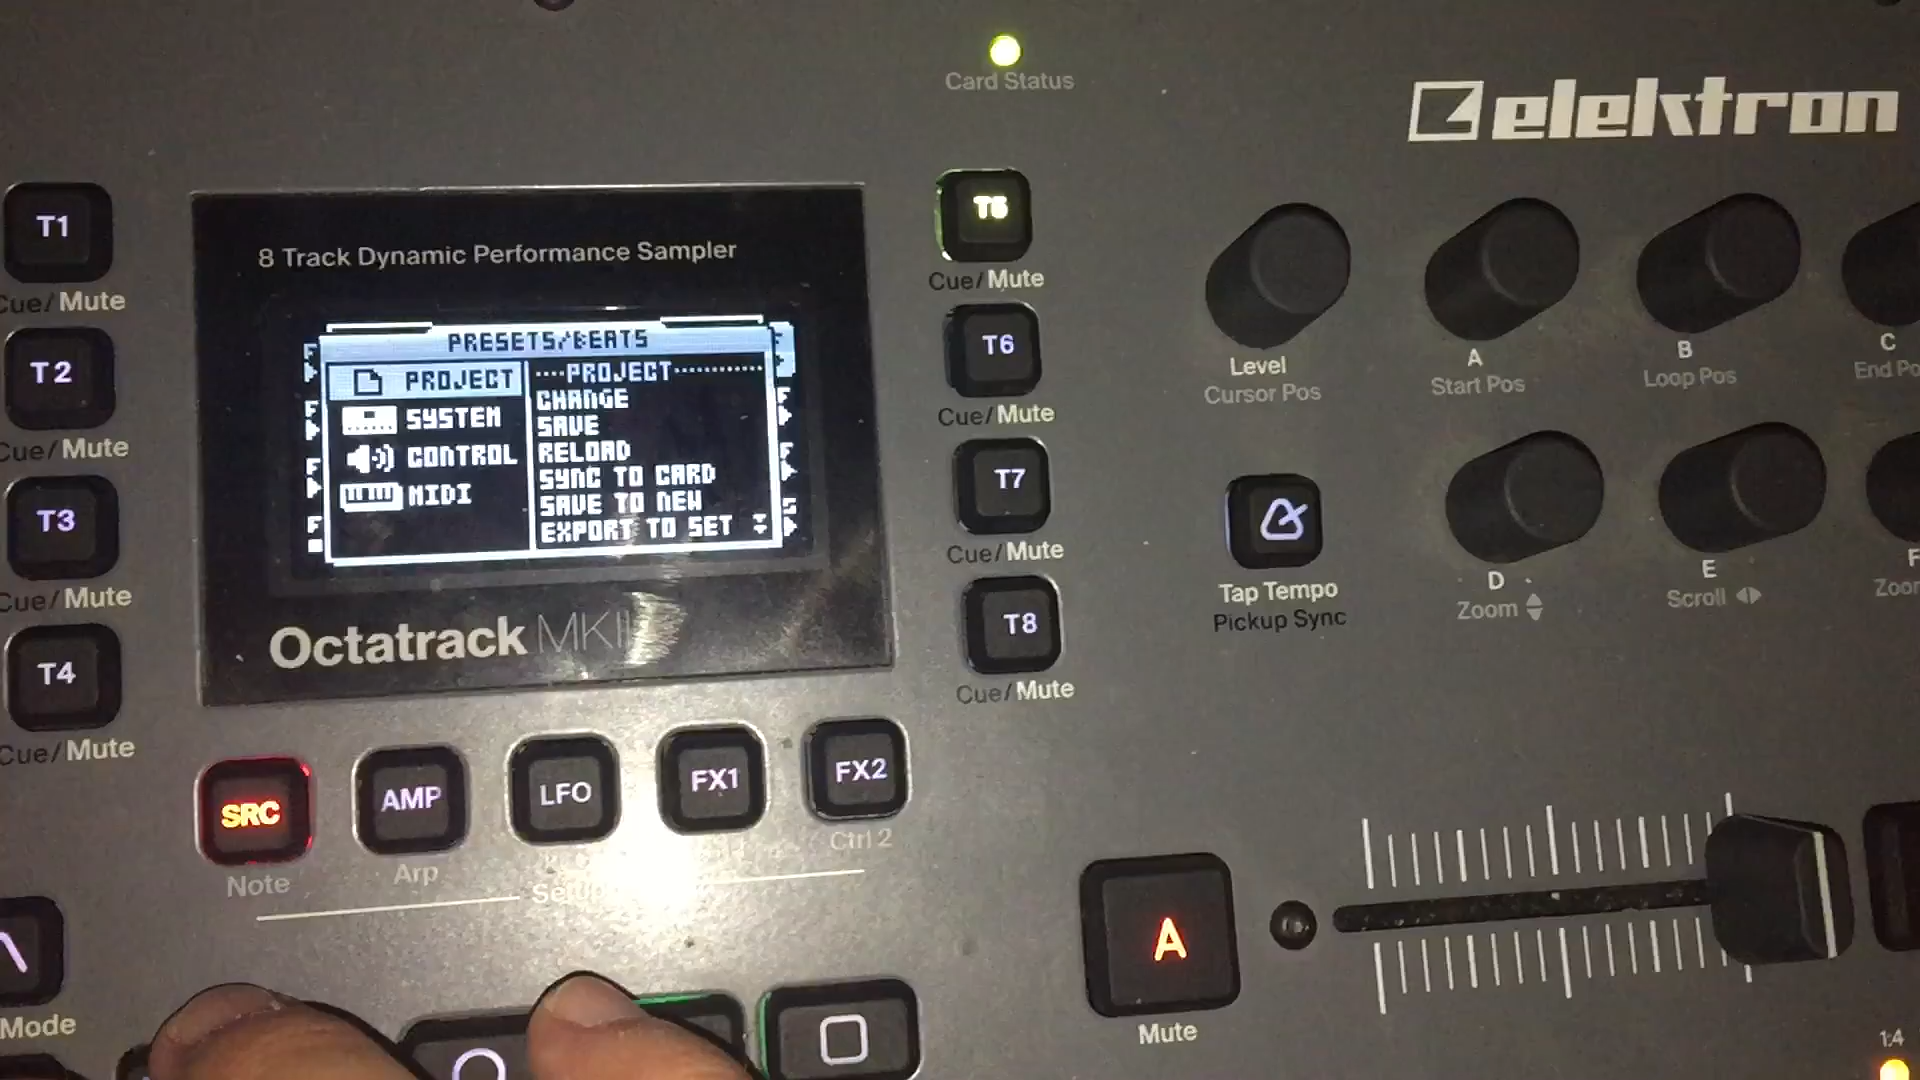 Card Status
elektron
T1
Cue/Mute
T2
Cue/Mute
T3
Cue/Mute
T4
Cue/Mute
8 Track Dynamic Performance Sampler
PRESETS/BEATS
PROJECT
SYSTEM
CONTROL
MIDI
PROJECT
CHANGE
SAVE
RELOAD
SYNC TO CARD
SAVE TO NEW
EXPORT TO SET
Octatrack MKII
T5
Cue/Mute
T6
Cue/Mute
T7
Cue/Mute
T8
Cue/Mute
Level
Cursor Pos
A
Start Pos
B
Loop Pos
C
End Po
Tap Tempo
Pickup Sync
D
Zoom
E
Scroll
F
Zoo
SRC
Note
AMP
Arp
LFO
FX1
FX2
Ctrl 2
Mode
A
Mute
1:4